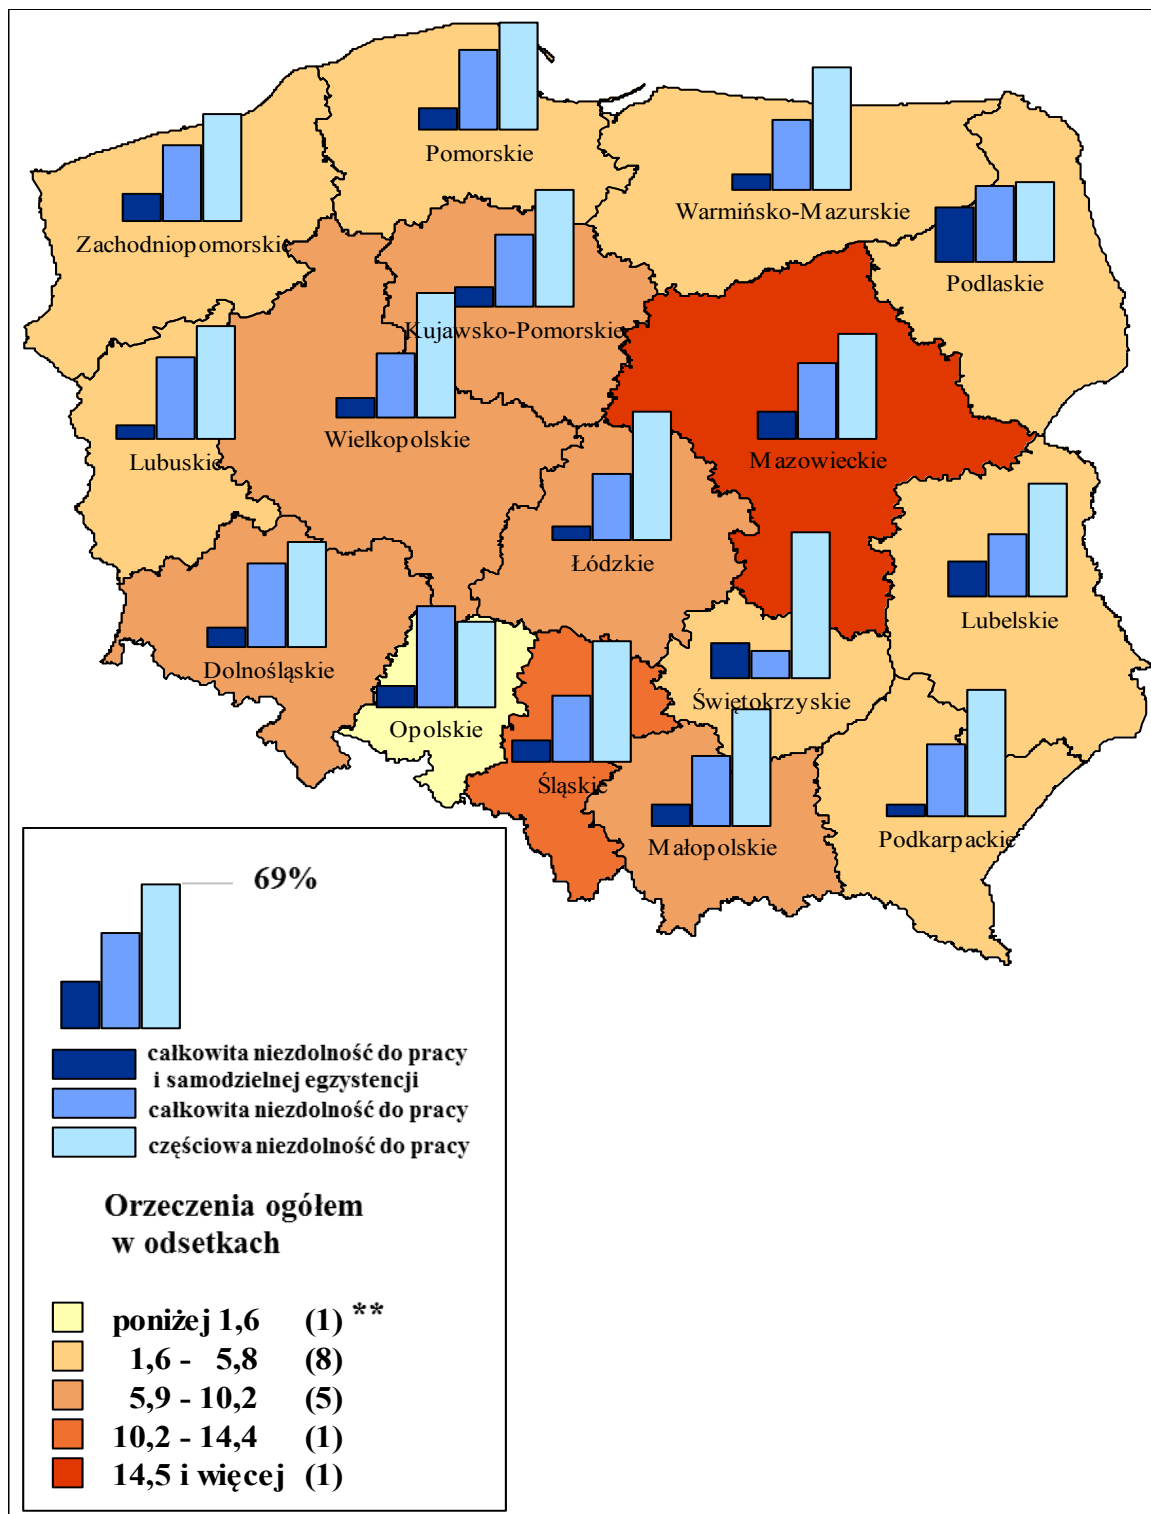 Pomorskie
Warmińsko-Mazurskie
Zachodniopomorskie
Podlaskie
Kujawsko-Pomorskie
Wielkopolskie
Lubuskie
Mazowieckie
Łódzkie
Lubelskie
Dolnośląskie
Świętokrzyskie
Opolskie
Śląskie
Małopolskie
Podkarpackie
69%
całkowita niezdolność do pracy
i samodzielnej egzystencji
całkowita niezdolność do pracy
częściowa niezdolność do pracy
Orzeczenia ogółem
w odsetkach
poniżej 1,6 (1) **
1,6 - 5,8 (8)
5,9 - 10,2 (5)
10,2 - 14,4 (1)
14,5 i więcej (1)